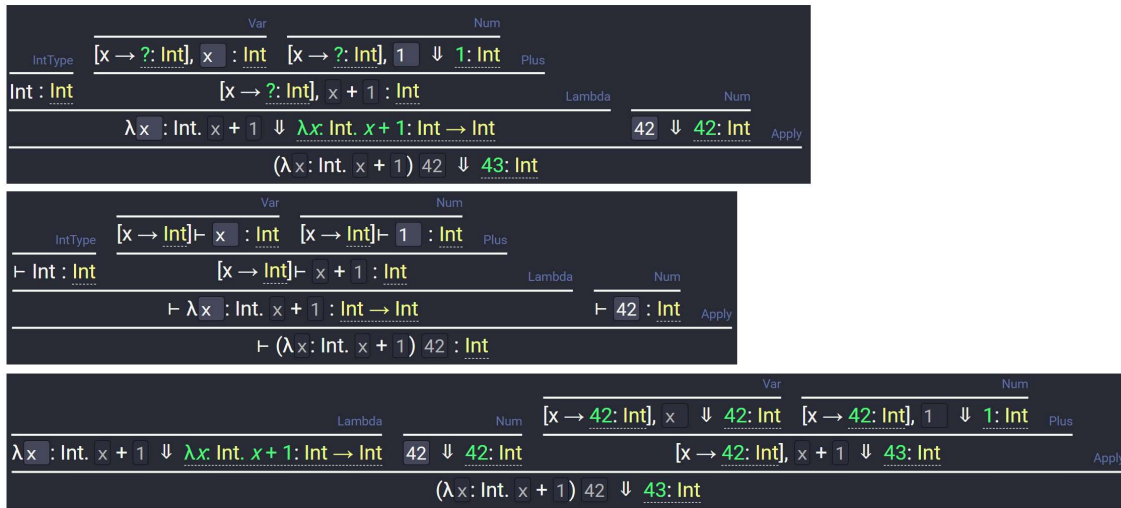 Var Num
IntType [x → ?: Int], x : Int [x → ?: Int], 1 ⇓ 1: Int Plus
Int : Int [x → ?: Int], x + 1 : Int Lambda Num
λx : Int. x + 1 ⇓ λx: Int. x + 1: Int → Int 42 ⇓ 42: Int Apply
(λx: Int. x + 1) 42 ⇓ 43: Int
Var Num
IntType [x → Int]⊢ x : Int [x → Int]⊢ 1 : Int Plus
⊢ Int : Int [x → Int]⊢ x + 1 : Int Lambda Num
⊢ λx : Int. x + 1 : Int → Int ⊢ 42 : Int Apply
⊢ (λx: Int. x + 1) 42 : Int
Var Num
Lambda Num [x → 42: Int], x ⇓ 42: Int [x → 42: Int], 1 ⇓ 1: Int Plus
λx : Int. x + 1 ⇓ λx: Int. x + 1: Int → Int 42 ⇓ 42: Int [x → 42: Int], x + 1 ⇓ 43: Int Apply
(λx: Int. x + 1) 42 ⇓ 43: Int